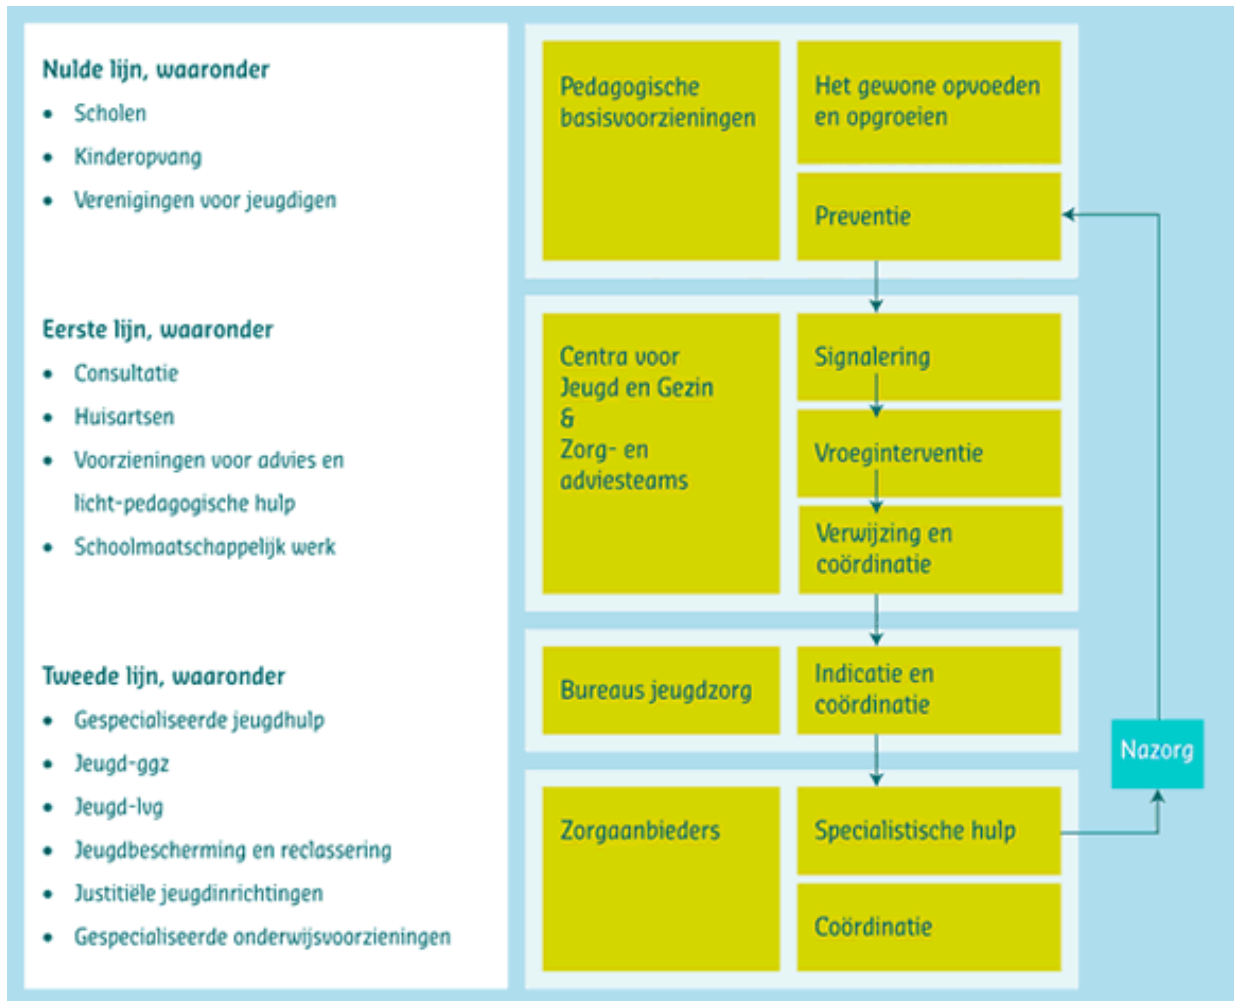 Nulde lijn, waaronder
• Scholen
• Kinderopvang
• Verenigingen voor jeugdigen
Eerste lijn, waaronder
• Consultatie
• Huisartsen
• Voorzieningen voor advies en
licht-pedagogische hulp
• Schoolmaatschappelijk werk
Tweede lijn, waaronder
• Gespecialiseerde jeugdhulp
• Jeugd-ggz
• Jeugd-lvg
• Jeugdbescherming en reclassering
• Justitiële jeugdinrichtingen
• Gespecialiseerde onderwijsvoorzieningen
Pedagogische
basisvoorzieningen
Het gewone opvoeden
en opgroeien
Preventie
Centra voor
Jeugd en Gezin
&
Zorg- en
adviesteams
Signalering
Vroeginterventie
Verwijzing en
coördinatie
Bureaus jeugdzorg
Indicatie en
coördinatie
Zorgaanbieders
Specialistische hulp
Coördinatie
Nazorg